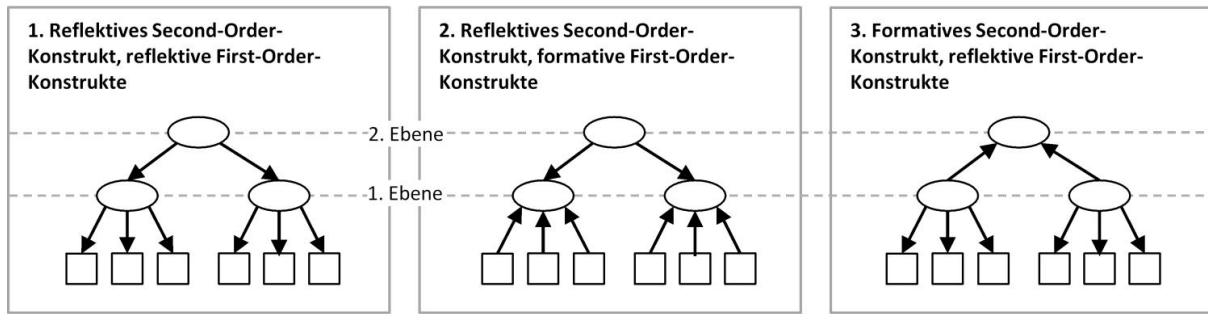 1. Reflektives Second-Order-
Konstrukt, reflektive First-Order-
Konstrukte
2. Reflektives Second-Order-
Konstrukt, formative First-Order-
Konstrukte
3. Formatives Second-Order-
Konstrukt, reflektive First-Order-
Konstrukte
2. Ebene
1. Ebene